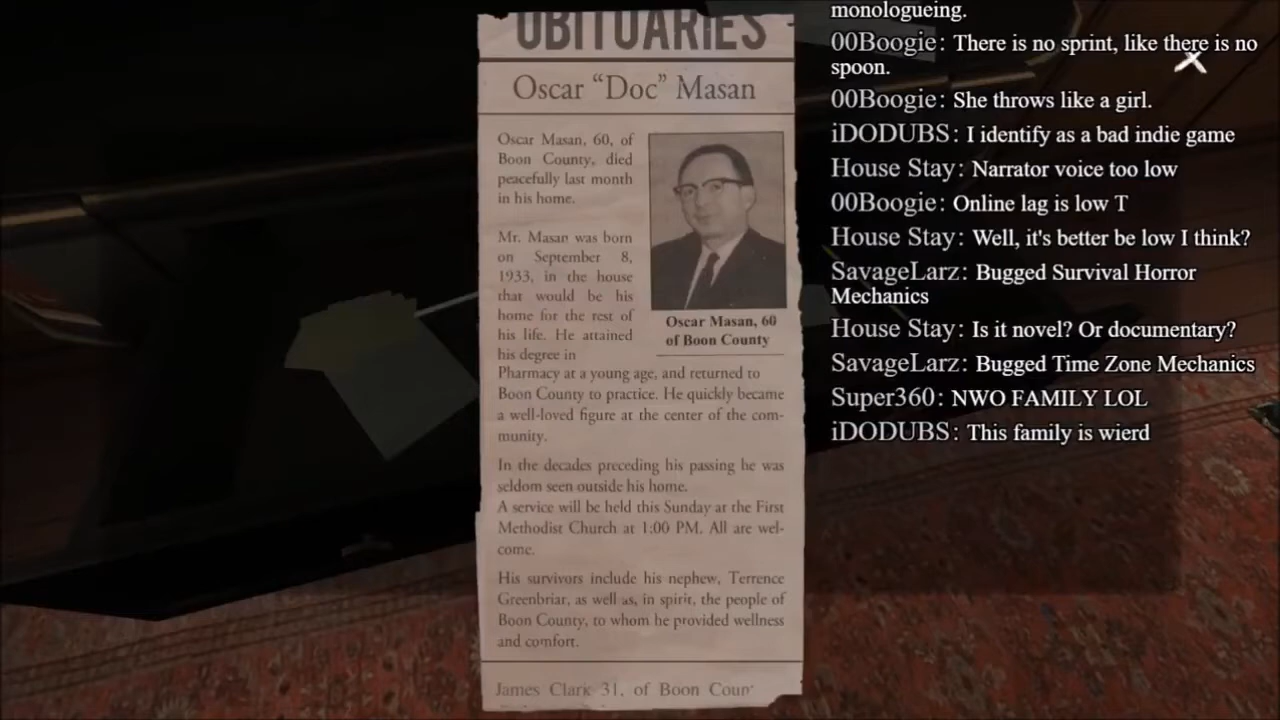 OBITUARIES
Oscar “Doc” Masan
Oscar Masan, 60, of
Boon County, died
peacefully last month
in his home.
Mr. Masan was born
on September 8,
1933, in the house
that would be his
home for the rest of
his life. He attained
his degree in
Pharmacy at a young age, and returned to
Boon County to practice. He quickly became
a well-loved figure at the center of the com-
munity.
In the decades preceding his passing he was
seldom seen outside his home.
A service will be held this Sunday at the First
Methodist Church at 1:00 PM. All are wel-
come.
His survivors include his nephew, Terrence
Greenbriar, as well as, in spirit, the people of
Boon County, to whom he provided wellness
and comfort.
James Clark 31, of Boon Coun
Oscar Masan, 60
of Boon County
monologueing.
00Boogie: There is no sprint, like there is no
spoon.
00Boogie: She throws like a girl.
iDODUBS: I identify as a bad indie game
House Stay: Narrator voice too low
00Boogie: Online lag is low T
House Stay: Well, it's better be low I think?
SavageLarz: Bugged Survival Horror
Mechanics
House Stay: Is it novel? Or documentary?
SavageLarz: Bugged Time Zone Mechanics
Super360: NWO FAMILY LOL
iDODUBS: This family is wierd